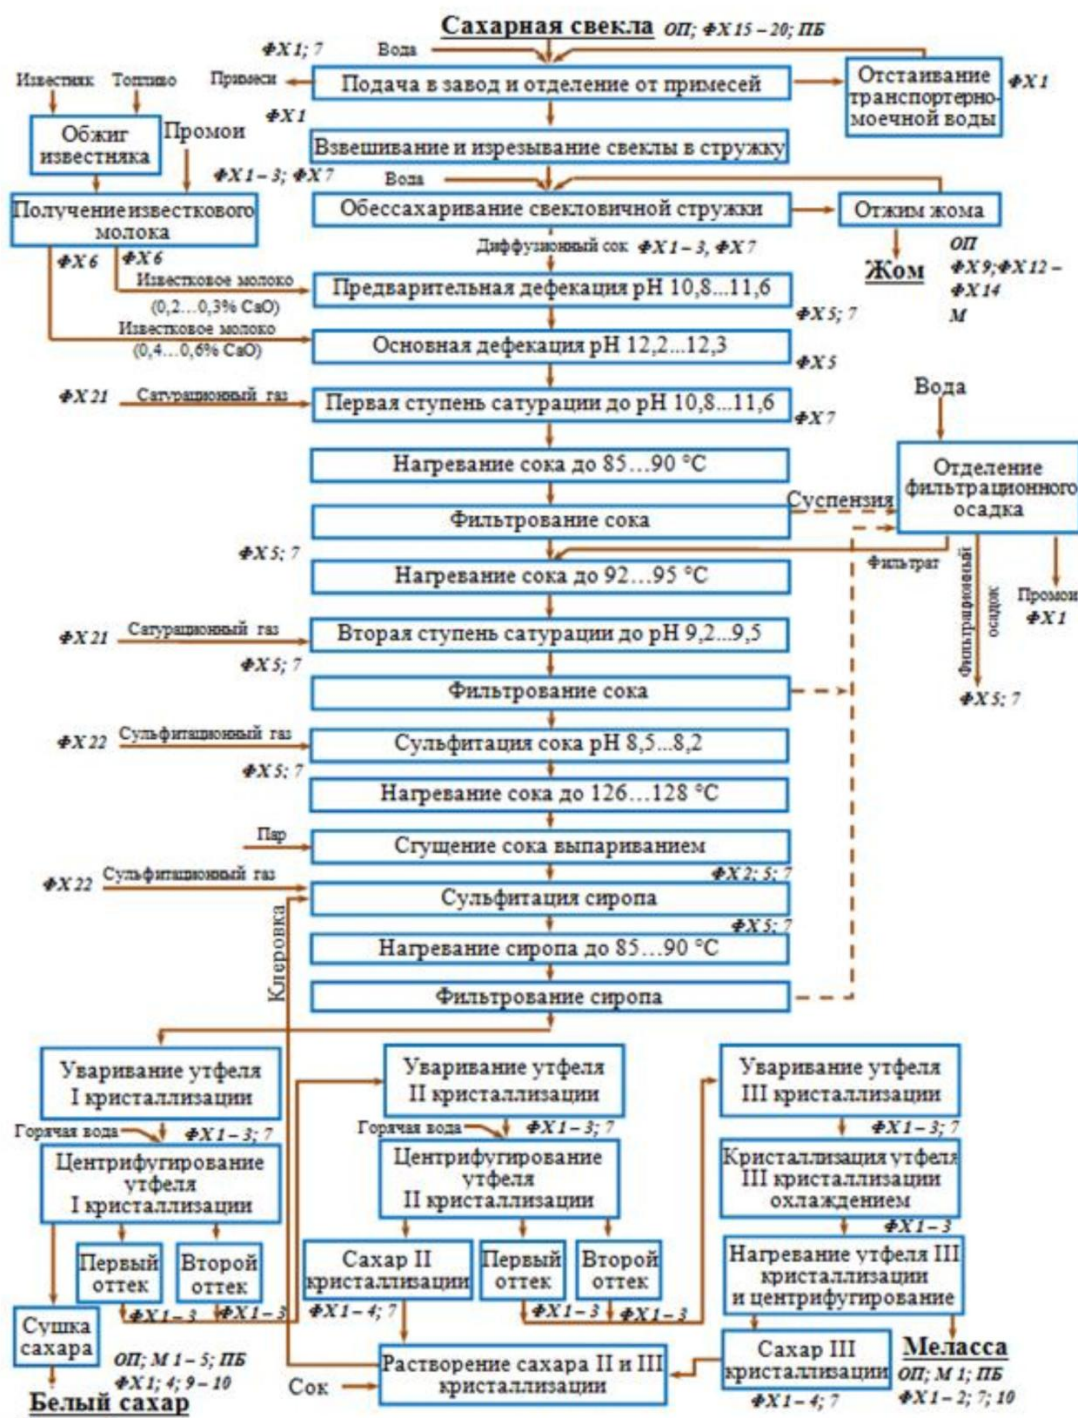 Сахарная свекла ОП; ФХ 15 – 20; ПБ
ФХ 1; 7
Вода
Известняк
Топливо
Примеси
Подача в завод и отделение от примесей
Отстаивание
транспортерно-
моечной воды
ФХ 1
ФХ 1
Обжиг
известняка
Промои
Взвешивание и изрезывание свеклы в стружку
ФХ 1 – 3; ФХ 7
Вода
Получение известкового
молока
Обессахаривание свекловичной стружки
Отжим жома
Диффузионный сок ФХ 1 – 3, ФХ 7
ОП
ФХ 9; ФХ 12 –
ФХ 14
М
Жом
ФХ 6
ФХ 6
Известковое молоко
(0,2...0,3% СаО)
Предварительная дефекация рН 10,8...11,6
ФХ 5; 7
Известковое молоко
(0,4...0,6% СаО)
Основная дефекация рН 12,2...12,3
ФХ 5
ФХ 21
Сатурационный газ
Первая ступень сатурации до рН 10,8...11,6
ФХ 7
Вода
Нагревание сока до 85...90 °С
Отделение
фильтрационного
осадка
Суспензия
Фильтрование сока
ФХ 5; 7
Фильтрат
Нагревание сока до 92...95 °С
Фильтрационный
осадок
Промои
ФХ 1
ФХ 21
Сатурационный газ
Вторая ступень сатурации до рН 9,2...9,5
ФХ 5; 7
Фильтрование сока
ФХ 5; 7
ФХ 22
Сульфитационный газ
Сульфитация сока рН 8,5...8,2
ФХ 5; 7
Нагревание сока до 126...128 °С
Пар
Сгущение сока выпариванием
ФХ 2; 5; 7
ФХ 22
Сульфитационный газ
Сульфитация сиропа
ФХ 5; 7
Клеровка
Нагревание сиропа до 85...90 °С
Фильтрование сиропа
Уваривание утфеля
I кристаллизации
Уваривание утфеля
II кристаллизации
Уваривание утфеля
III кристаллизации
Горячая вода
ФХ 1 – 3; 7
Горячая вода
ФХ 1 – 3; 7
ФХ 1 – 3; 7
Центрифугирование
утфеля
I кристаллизации
Центрифугирование
утфеля
II кристаллизации
Кристаллизация утфеля
III кристаллизации
охлаждением
ФХ 1 – 3
Первый
оттек
Второй
оттек
Сахар II
кристаллизации
Первый
оттек
Второй
оттек
Нагревание утфеля III
кристаллизации
и центрифугирование
ФХ 1 – 3
ФХ 1 – 3
ФХ 1 – 4; 7
ФХ 1 – 3
ФХ 1 – 3
Сушка
сахара
ОП; М 1 – 5; ПБ
ФХ 1; 4; 9 – 10
Белый сахар
Сок
Растворение сахара II и III
кристаллизации
Сахар III
кристаллизации
ФХ 1 – 4; 7
Меласса
ОП; М 1; ПБ
ФХ 1 – 2; 7; 10